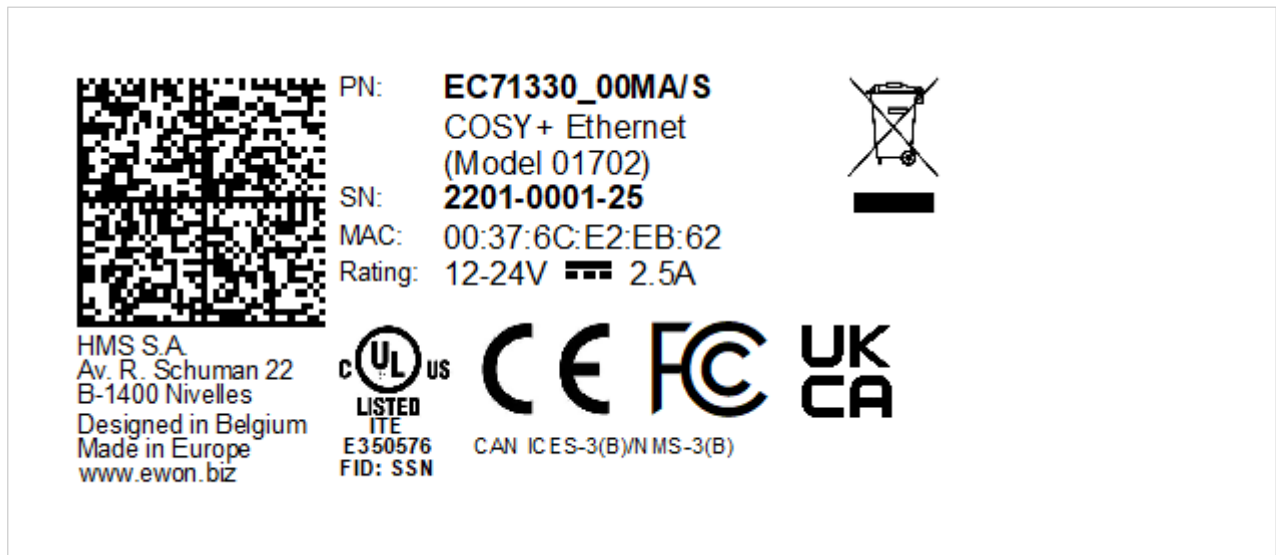 PN: EC71330_00MA/S
COSY+ Ethernet
(Model 01702)
SN: 2201-0001-25
MAC: 00:37:6C:E2:EB:62
Rating: 12-24V 2.5A
HMS S.A.
Av. R. Schuman 22
B-1400 Nivelles
Designed in Belgium
Made in Europe
www.ewon.biz
C UL US
LISTED
ITE
E350576
FID: SSN
CE FC UK
CA
CAN ICES-3(B)/NMS-3(B)